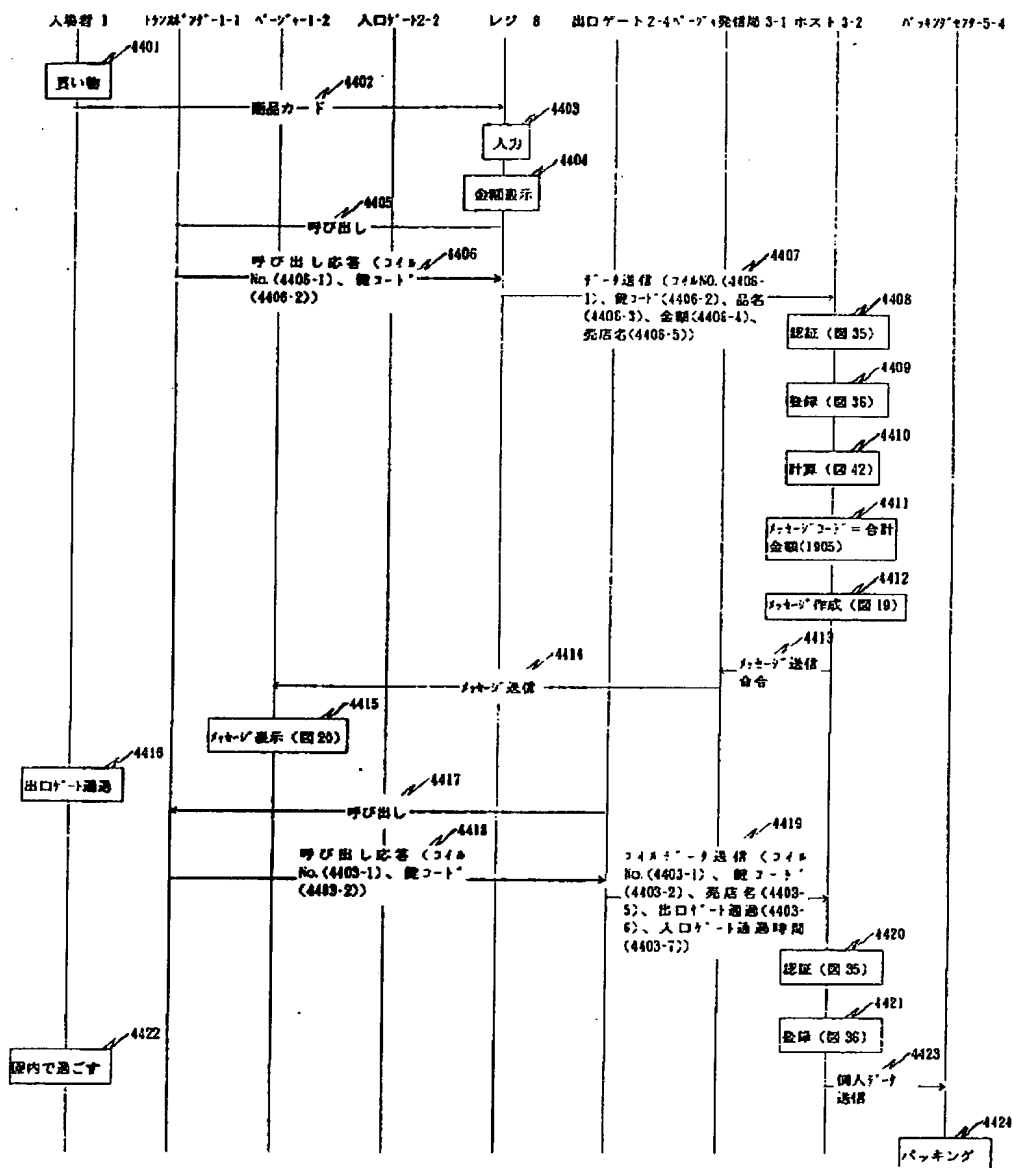 入場者 1 トランスポンダー1-1 ページャー1-2 入口ゲート2-2 レジ 8 出口ゲート2-4 ページャ発信局 3-1 ホスト 3-2 パッキングセンター5-4
4401
買い物
4402
商品カード
4403
入力
4404
金額表示
4405
呼び出し
4406
呼び出し応答（コイル
No.(4406-1)、鍵コード
(4406-2)）
4407
データ送信（コイルNO.(4406-
1)、鍵コード(4406-2)、品名
(4406-3)、金額(4406-4)、
売店名(4406-5)）
4408
認証（図35）
4409
登録（図36）
4410
計算（図42）
4411
メッセージコード＝合計
金額(1905)
4412
メッセージ作成（図19）
4413
メッセージ送信
命令
4414
メッセージ送信
4415
メッセージ表示（図20）
4416
出口ゲート通過
4417
呼び出し
4418
呼び出し応答（コイル
No.(4403-1)、鍵コード
(4403-2)）
4419
コイルデータ送信（コイル
No.(4403-1)、鍵コード
(4403-2)、売店名(4403-
5)、出口ゲート通過(4403-
6)、入口ゲート通過時間
(4403-7)）
4420
認証（図35）
4421
登録（図36）
4422
園内で過ごす
4423
個人データ
送信
4424
パッキング